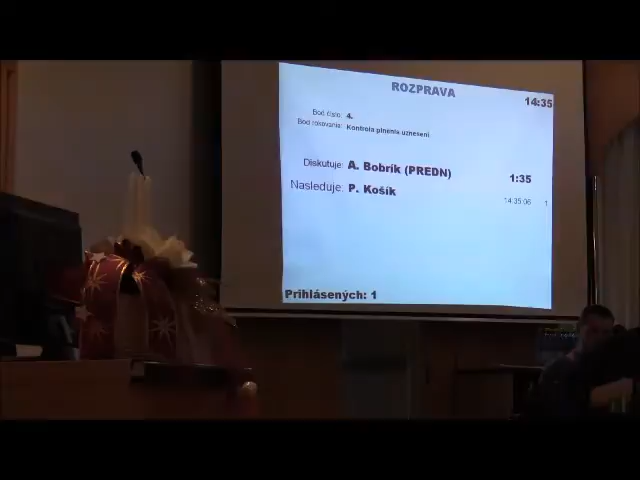 ROZPRAVA
14:35
Bod číslo: 4.
Bod rokovania: Kontrola plnenia uznesení
Diskutuje: A. Bobrík (PREDN) 1:35
Nasleduje: P. Košík 14:35:06 1
Prihlásených: 1